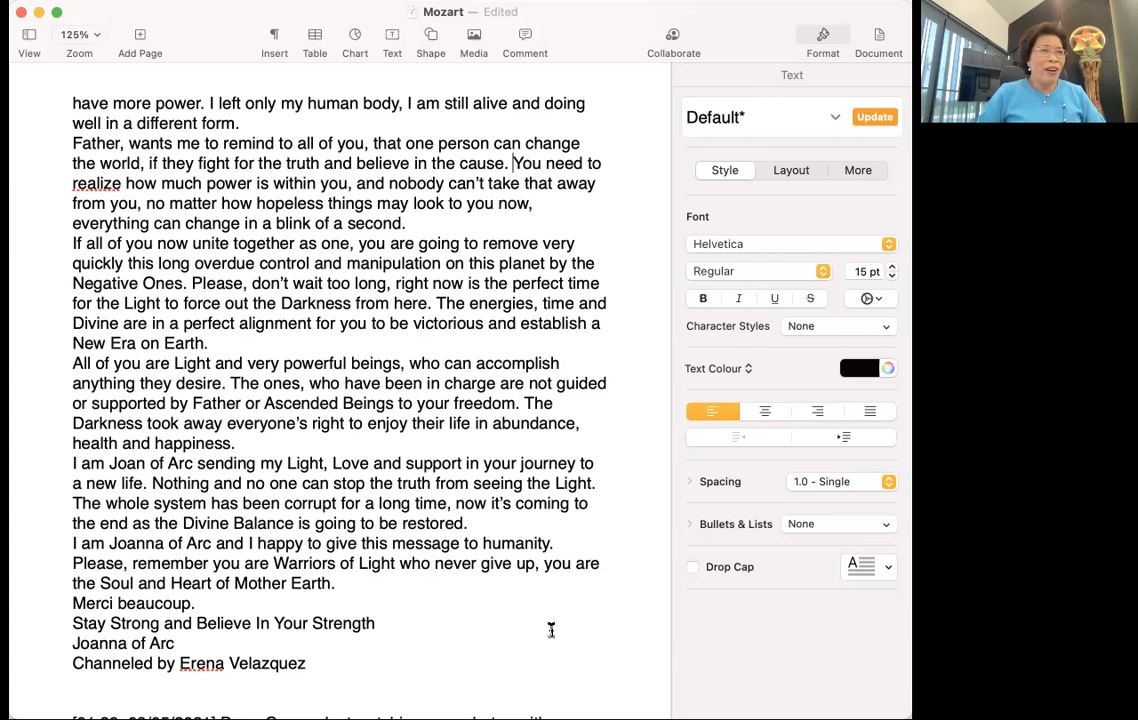 Mozart — Edited
125%
View
Zoom
Add Page
Insert
Table
Chart
Text
Shape
Media
Comment
Collaborate
Format
Document
have more power. I left only my human body, I am still alive and doing
well in a different form.
Father, wants me to remind to all of you, that one person can change
the world, if they fight for the truth and believe in the cause. You need to
realize how much power is within you, and nobody can’t take that away
from you, no matter how hopeless things may look to you now,
everything can change in a blink of a second.
If all of you now unite together as one, you are going to remove very
quickly this long overdue control and manipulation on this planet by the
Negative Ones. Please, don’t wait too long, right now is the perfect time
for the Light to force out the Darkness from here. The energies, time and
Divine are in a perfect alignment for you to be victorious and establish a
New Era on Earth.
All of you are Light and very powerful beings, who can accomplish
anything they desire. The ones, who have been in charge are not guided
or supported by Father or Ascended Beings to your freedom. The
Darkness took away everyone’s right to enjoy their life in abundance,
health and happiness.
I am Joan of Arc sending my Light, Love and support in your journey to
a new life. Nothing and no one can stop the truth from seeing the Light.
The whole system has been corrupt for a long time, now it’s coming to
the end as the Divine Balance is going to be restored.
I am Joanna of Arc and I happy to give this message to humanity.
Please, remember you are Warriors of Light who never give up, you are
the Soul and Heart of Mother Earth.
Merci beaucoup.
Stay Strong and Believe In Your Strength
Joanna of Arc
Channeled by Erena Velazquez
Text
Default*
Update
Style
Layout
More
Font
Helvetica
Regular
15 pt
B I U S
Character Styles
None
Text Colour
Spacing
1.0 - Single
Bullets & Lists
None
Drop Cap
A